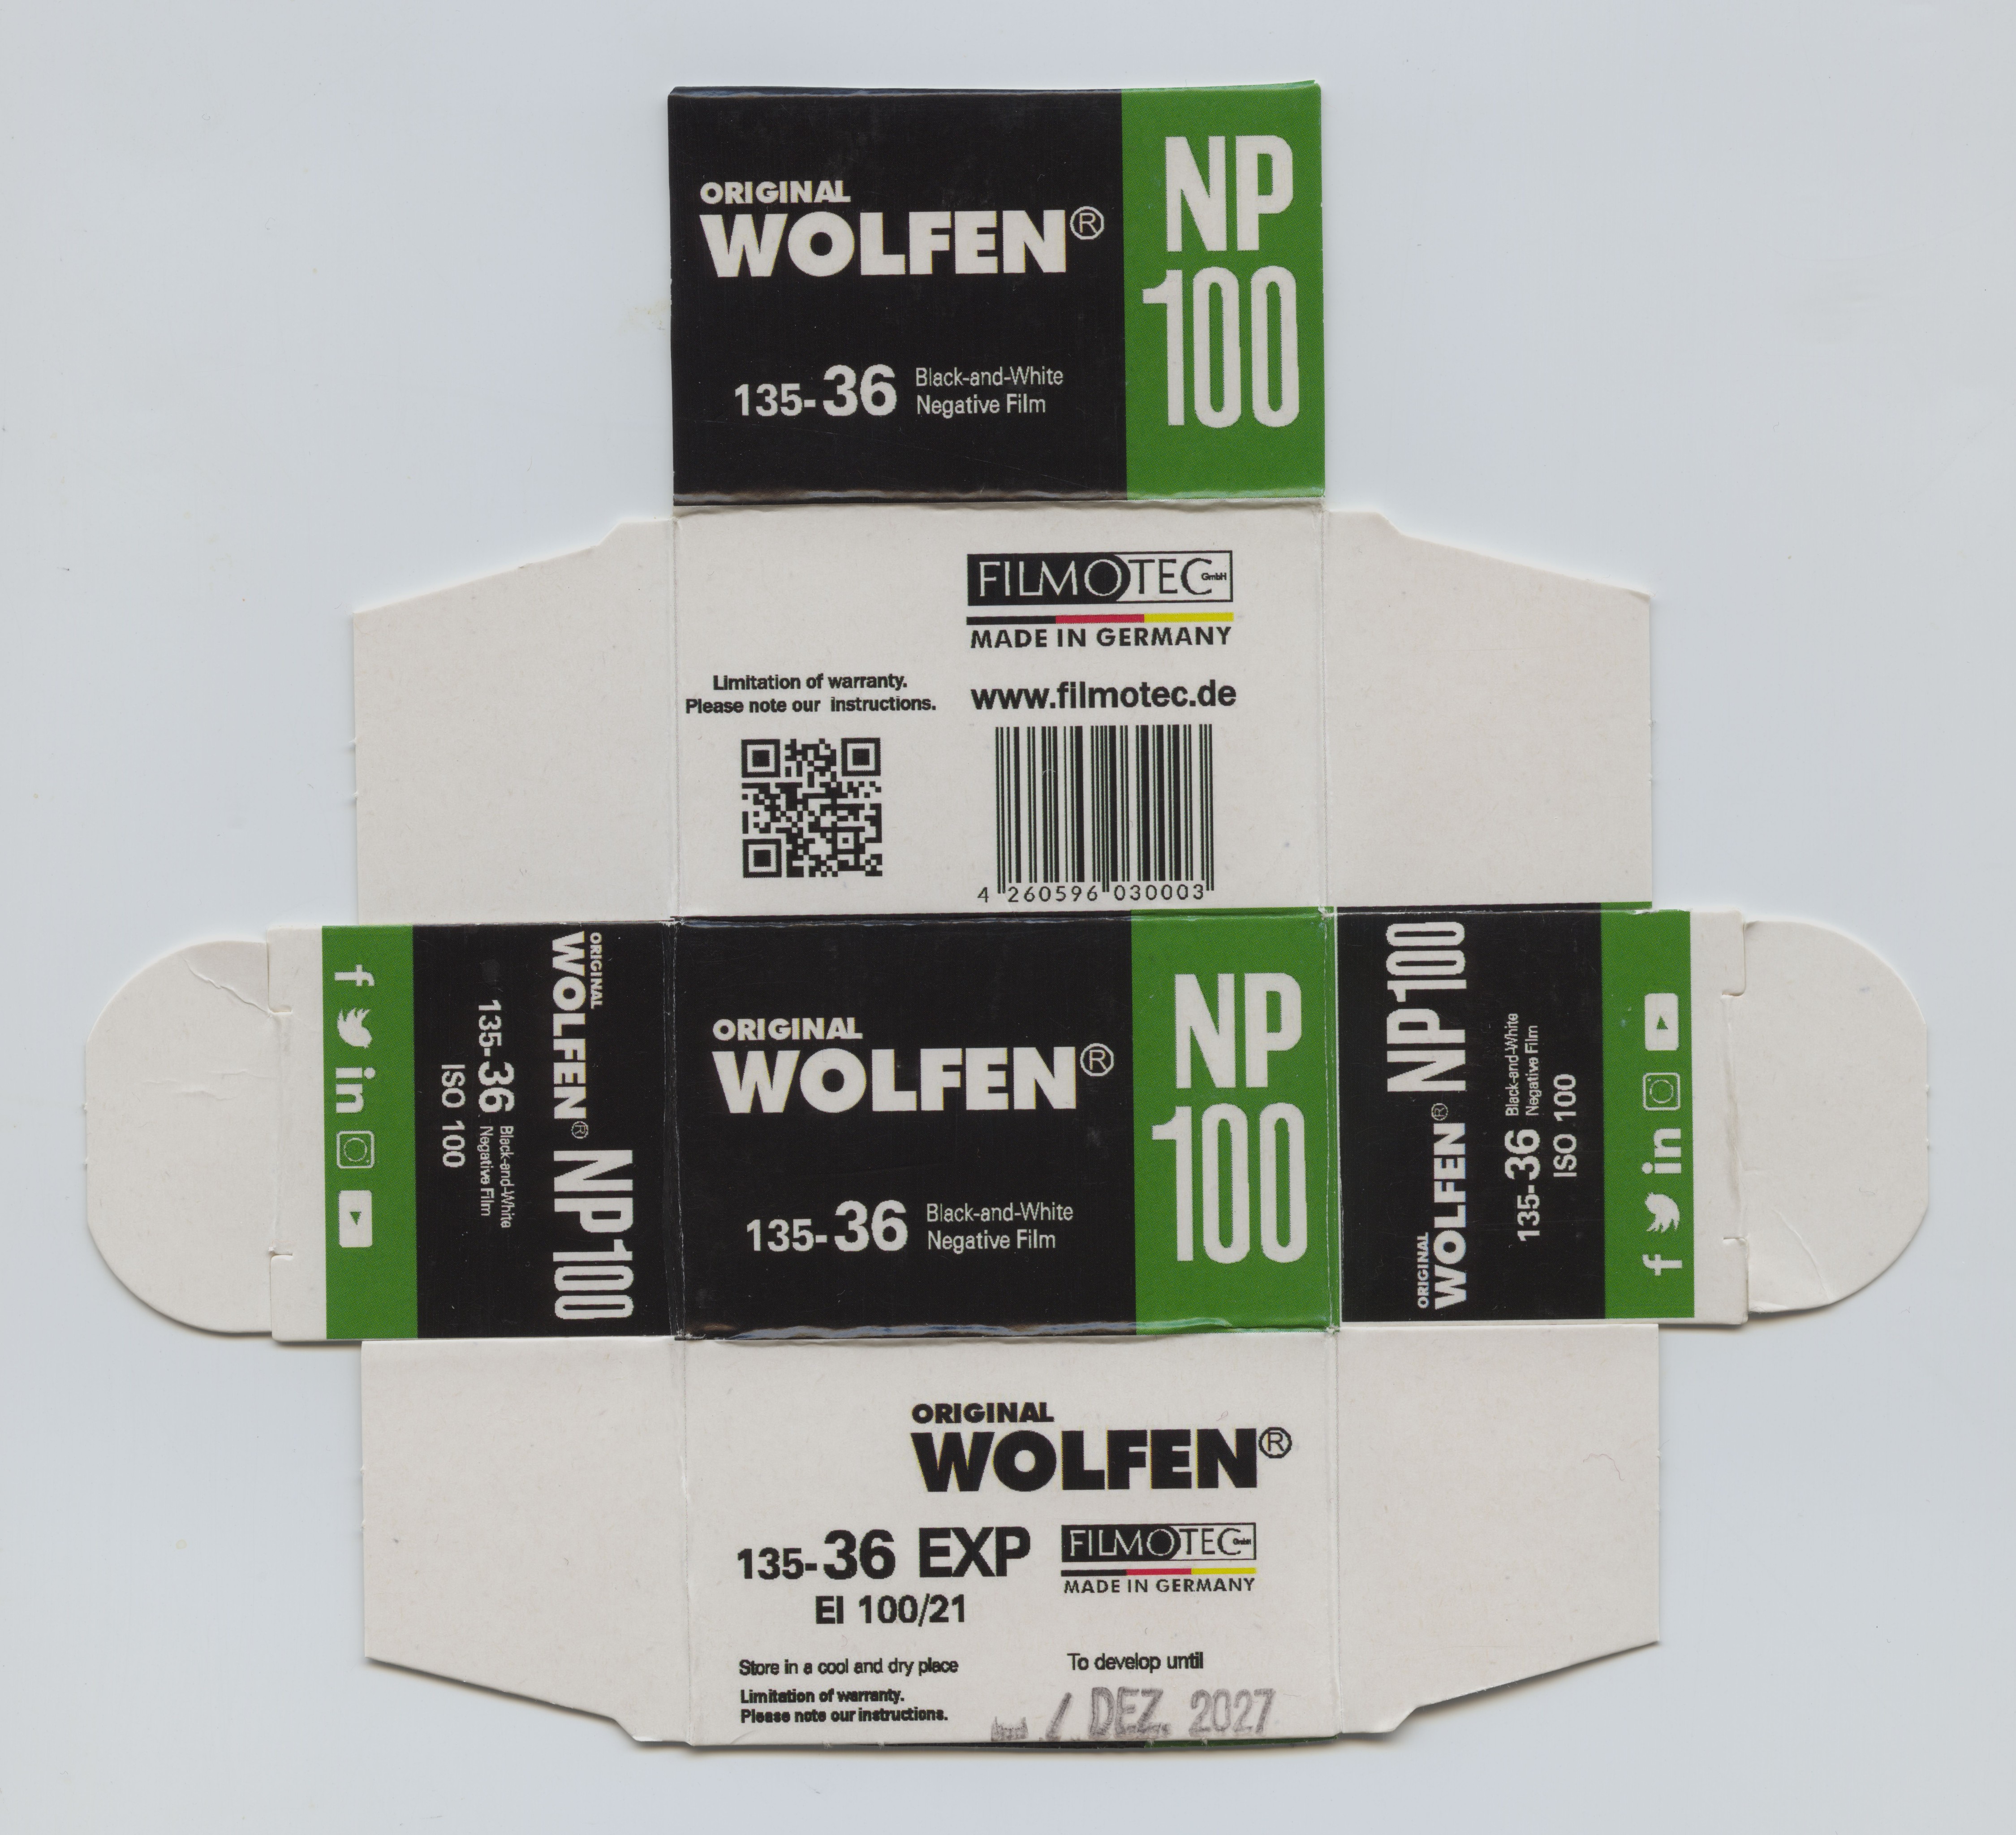 ORIGINAL
WOLFEN®
135-36 Black-and-White
Negative Film
NP
100
FILMOTEC GmbH
MADE IN GERMANY
Limitation of warranty.
Please note our instructions.
www.filmotec.de
4 260596 030003
ORIGINAL
WOLFEN® NP100
135-36 Black-and-White
Negative Film
ISO 100
f
in
ORIGINAL
WOLFEN®
135-36 Black-and-White
Negative Film
NP
100
ORIGINAL
WOLFEN® NP100
135-36 Black-and-White
Negative Film
ISO 100
f
in
ORIGINAL
WOLFEN®
135-36 EXP
EI 100/21
FILMOTEC GmbH
MADE IN GERMANY
Store in a cool and dry place
Limitation of warranty.
Please note our instructions.
To develop until
DEZ. 2027